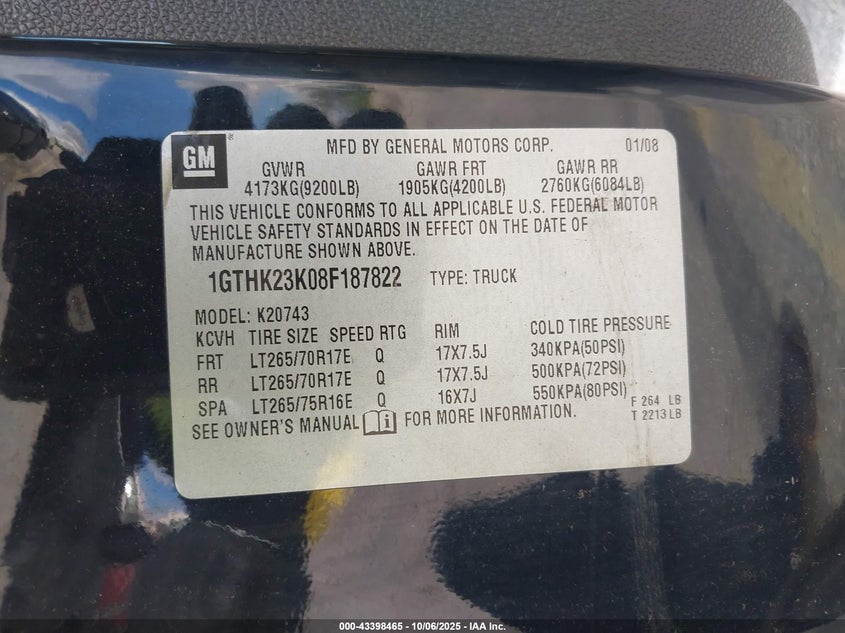 GM
MFD BY GENERAL MOTORS CORP. 01/08
GVWR GAWR FRT GAWR RR
4173KG(9200LB) 1905KG(4200LB) 2760KG(6084LB)
THIS VEHICLE CONFORMS TO ALL APPLICABLE U.S. FEDERAL MOTOR
VEHICLE SAFETY STANDARDS IN EFFECT ON THE DATE OF
MANUFACTURE SHOWN ABOVE.
1GTHK23K08F187822 TYPE: TRUCK
MODEL: K20743
KCVH TIRE SIZE SPEED RTG RIM COLD TIRE PRESSURE
FRT LT265/70R17E Q 17X7.5J 340KPA(50PSI)
RR LT265/70R17E Q 17X7.5J 500KPA(72PSI)
SPA LT265/75R16E Q 16X7J 550KPA(80PSI)
F 264 LB
T 2213LB
SEE OWNER'S MANUAL i FOR MORE INFORMATION.
000-43398465 - 10/06/2025 - IAA Inc.